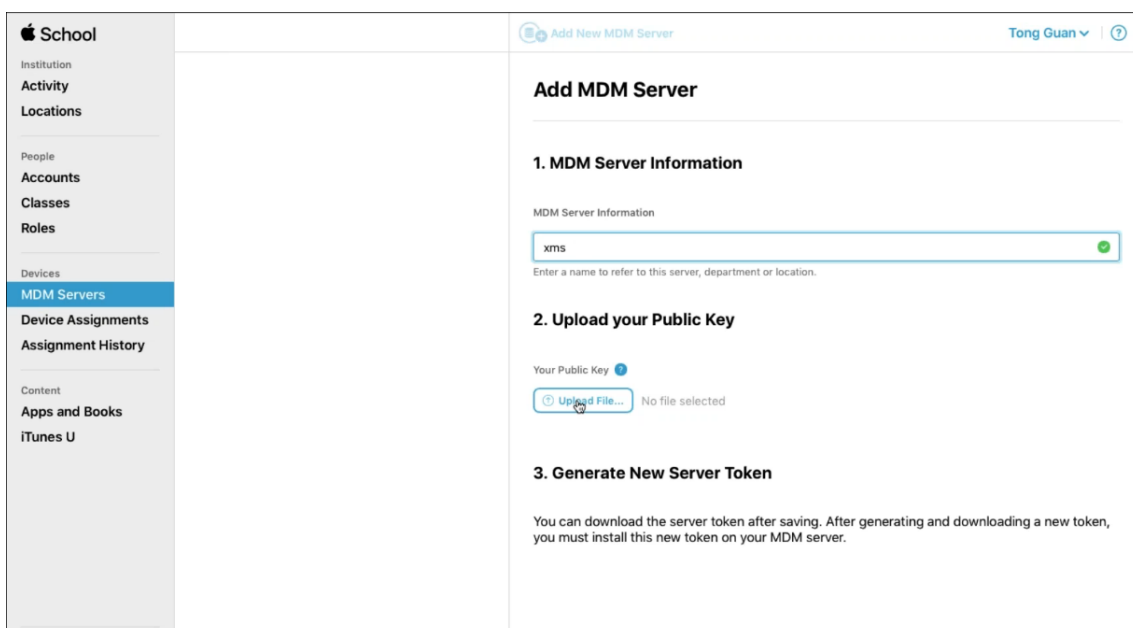 School
Institution
Activity
Locations
People
Accounts
Classes
Roles
Devices
MDM Servers
Device Assignments
Assignment History
Content
Apps and Books
iTunes U
Add New MDM Server
Tong Guan
?
Add MDM Server
1. MDM Server Information
MDM Server Information
xms
Enter a name to refer to this server, department or location.
2. Upload your Public Key
Your Public Key ?
Upload File... No file selected
3. Generate New Server Token
You can download the server token after saving. After generating and downloading a new token,
you must install this new token on your MDM server.